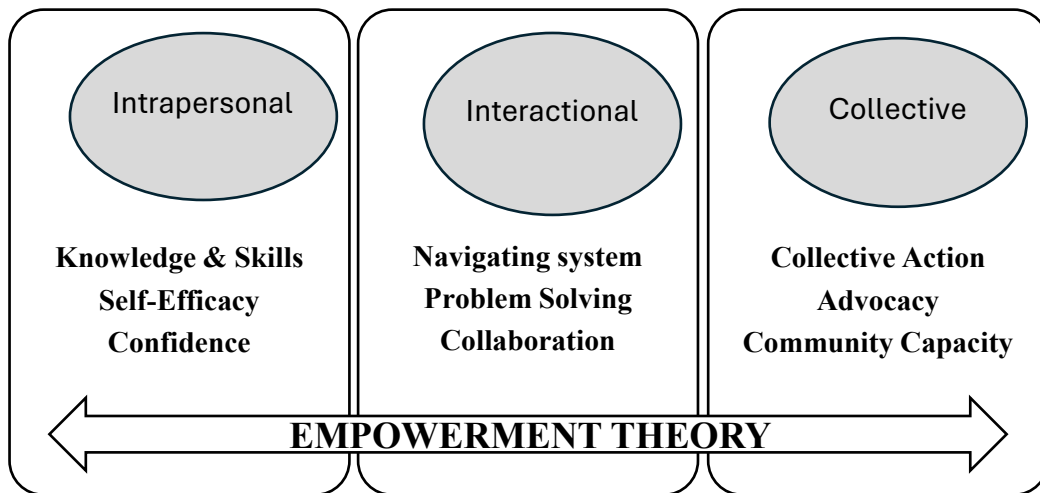 Intrapersonal
Knowledge & Skills
Self-Efficacy
Confidence
Interactional
Navigating system
Problem Solving
Collaboration
Collective
Collective Action
Advocacy
Community Capacity
EMPOWERMENT THEORY